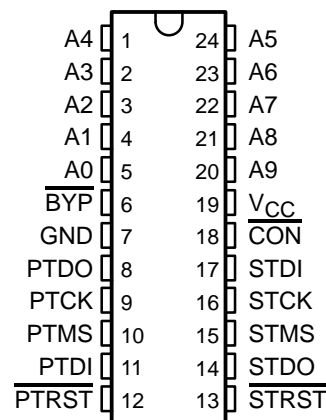 A4 1 24 A5
A3 2 23 A6
A2 3 22 A7
A1 4 21 A8
A0 5 20 A9
BYP 6 19 VCC
GND 7 18 CON
PTDO 8 17 STDI
PTCK 9 16 STCK
PTMS 10 15 STMS
PTDI 11 14 STDO
PTRST 12 13 STRST